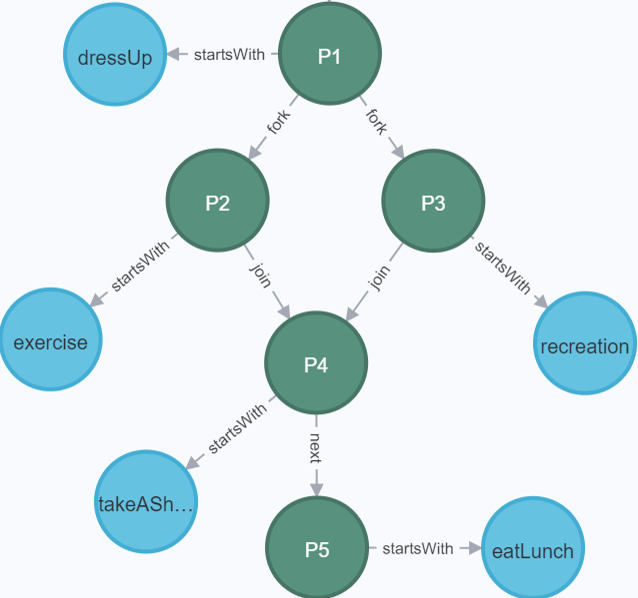 dressUp
startsWith
P1
fork
fork
P2
P3
startsWith
join
join
startsWith
exercise
recreation
P4
startsWith
next
takeASh...
P5
startsWith
eatLunch